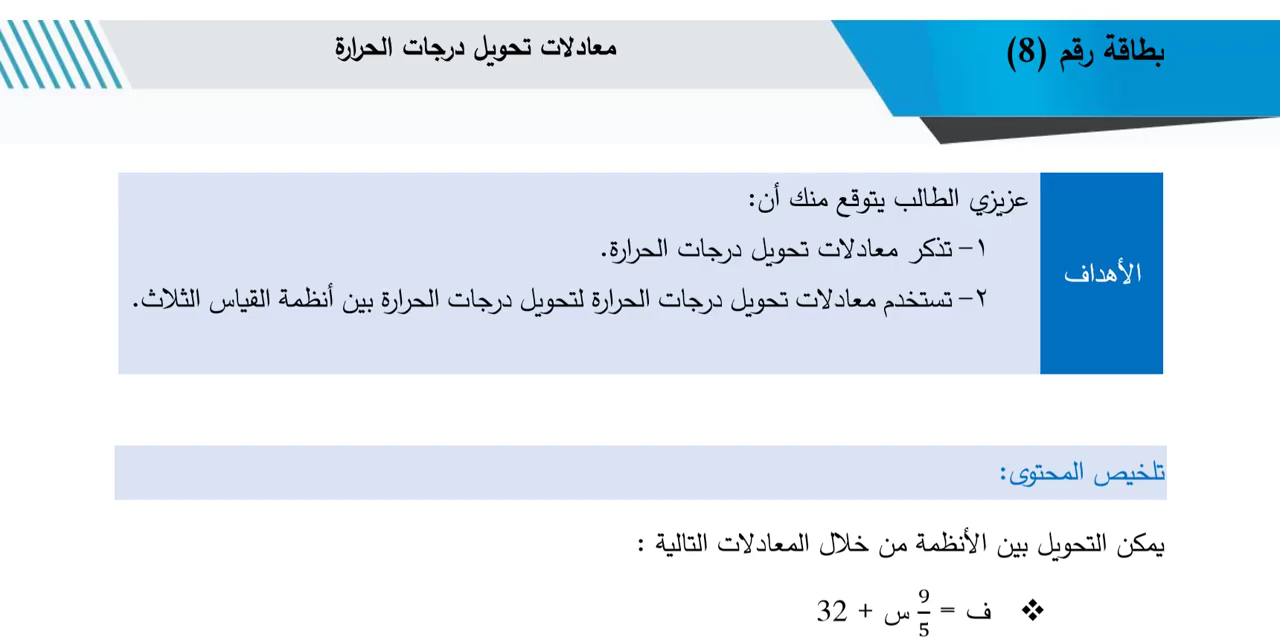 بطاقة رقم (8)
معادلات تحويل درجات الحرارة
الأهداف
عزيزي الطالب يتوقع منك أن:
١- تذكر معادلات تحويل درجات الحرارة.
٢- تستخدم معادلات تحويل درجات الحرارة لتحويل درجات الحرارة بين أنظمة القياس الثلاث.
تلخيص المحتوى:
يمكن التحويل بين الأنظمة من خلال المعادلات التالية :
❖ ف = 9/5 س + 32